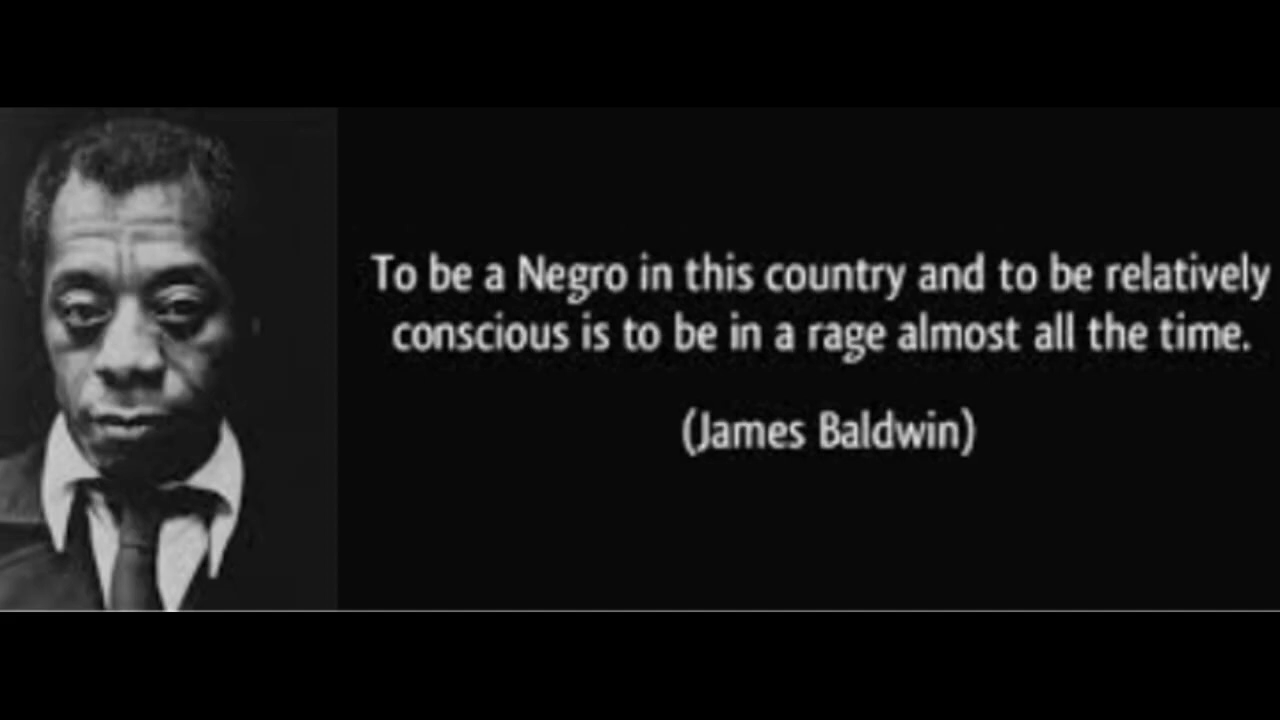 To be a Negro in this country and to be relatively
conscious is to be in a rage almost all the time.
(James Baldwin)